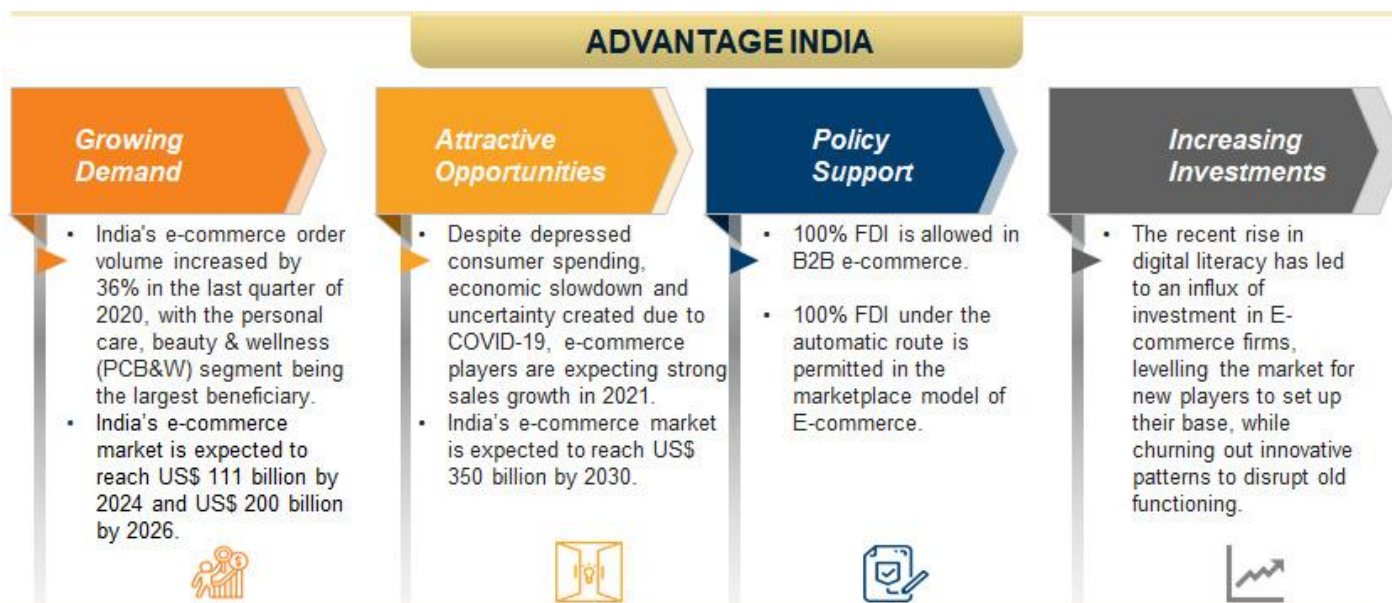 ADVANTAGE INDIA
Growing
Demand
• India's e-commerce order
volume increased by
36% in the last quarter of
2020, with the personal
care, beauty & wellness
(PCB&W) segment being
the largest beneficiary.
• India's e-commerce
market is expected to
reach US$ 111 billion by
2024 and US$ 200 billion
by 2026.
Attractive
Opportunities
• Despite depressed
consumer spending,
economic slowdown and
uncertainty created due to
COVID-19, e-commerce
players are expecting strong
sales growth in 2021.
• India's e-commerce market
is expected to reach US$
350 billion by 2030.
Policy
Support
• 100% FDI is allowed in
B2B e-commerce.
• 100% FDI under the
automatic route is
permitted in the
marketplace model of
E-commerce.
Increasing
Investments
• The recent rise in
digital literacy has led
to an influx of
investment in E-
commerce firms,
levelling the market for
new players to set up
their base, while
churning out innovative
patterns to disrupt old
functioning.